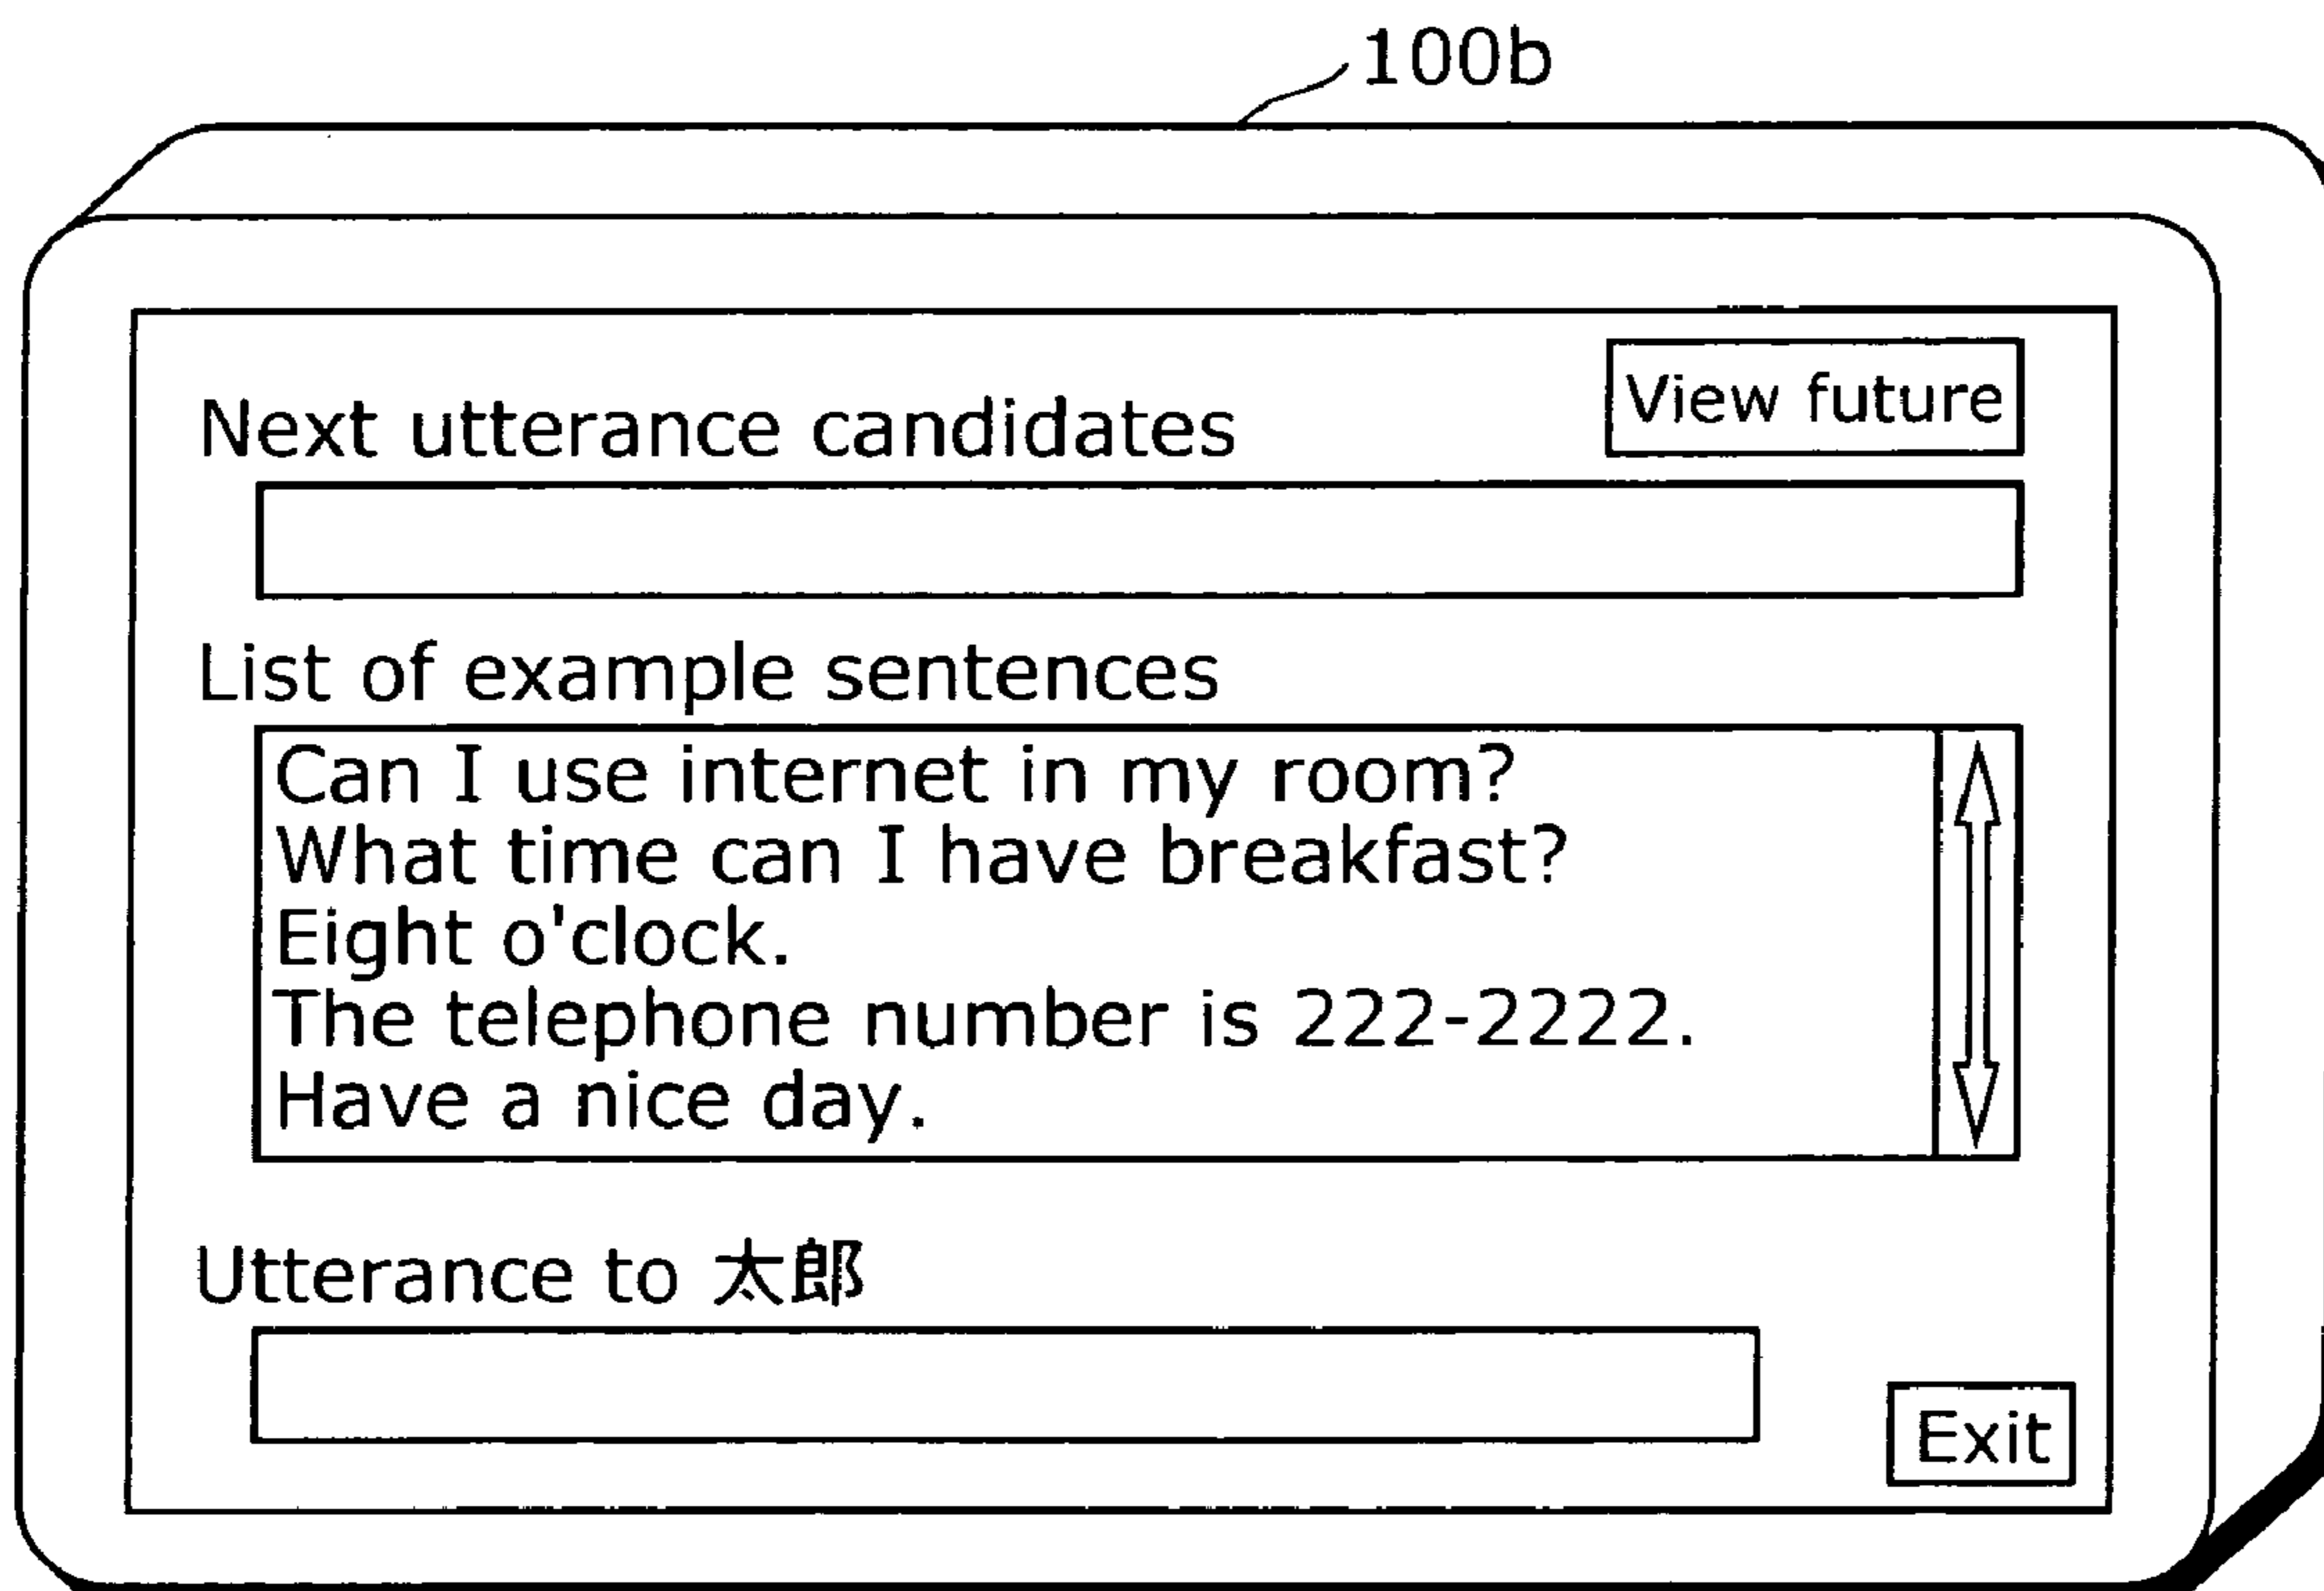 100b
View future
Next utterance candidates
List of example sentences
Can I use internet in my room?
What time can I have breakfast?
Eight o'clock.
The telephone number is 222-2222.
Have a nice day.
Utterance to 太郎
Exit